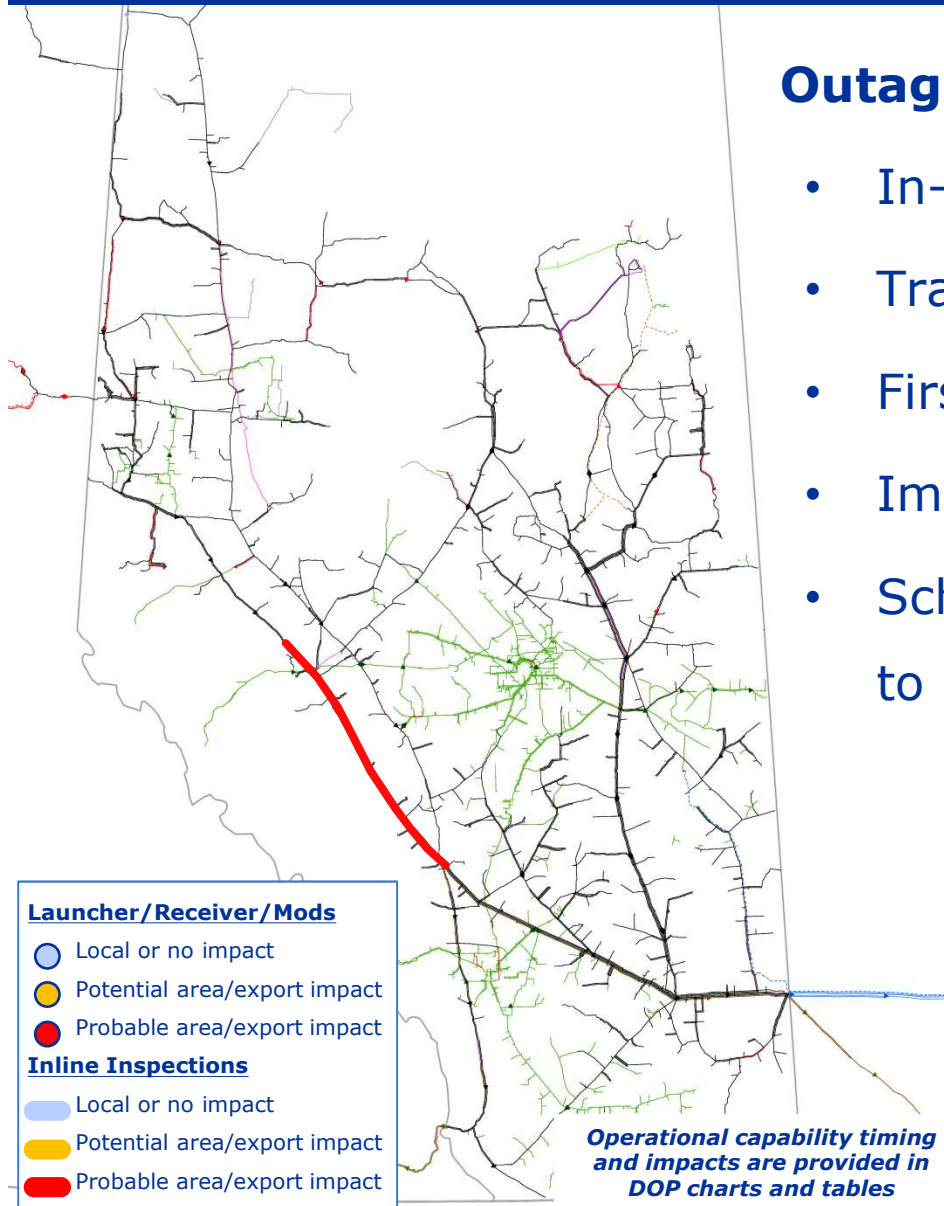 Outag
• In-
• Tra
• Firs
• Im
• Sch
to
Launcher/Receiver/Mods
Local or no impact
Potential area/export impact
Probable area/export impact
Inline Inspections
Local or no impact
Potential area/export impact
Probable area/export impact
Operational capability timing
and impacts are provided in
DOP charts and tables